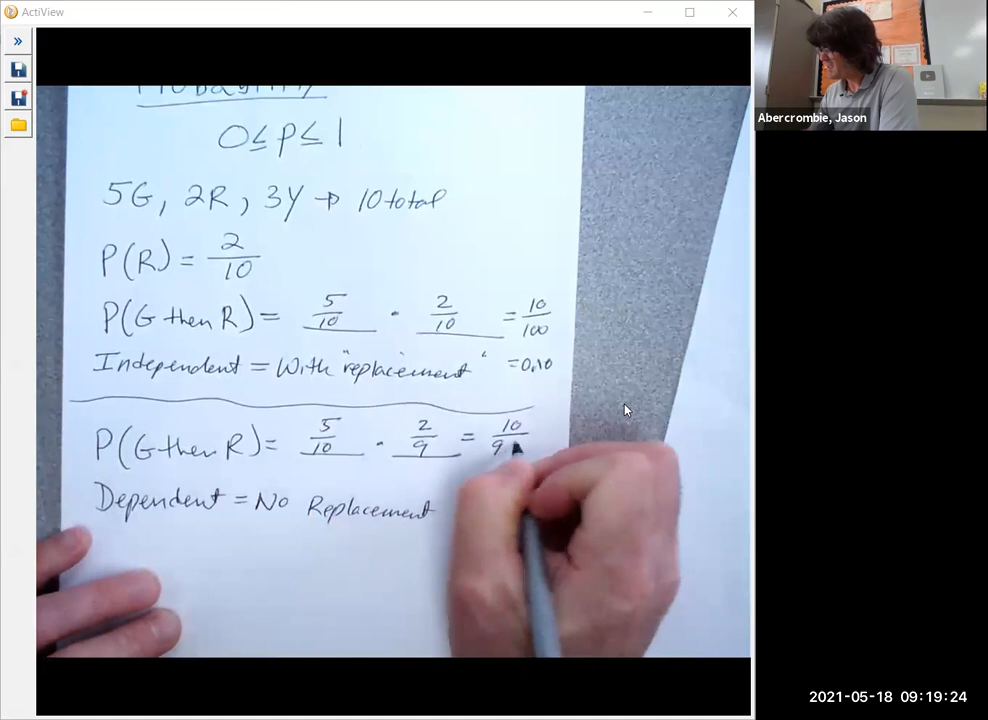 ActiView
»
Probability
0 ≤ p ≤ 1
5G, 2R, 3Y → 10 total
P(R) = 2/10
P(G then R) = 5/10 · 2/10 = 10/100
Independent = With "replacement" = 0.10
P(G then R) = 5/10 · 2/9 = 10/9
Dependent = No Replacement
Abercrombie, Jason
2021-05-18 09:19:24